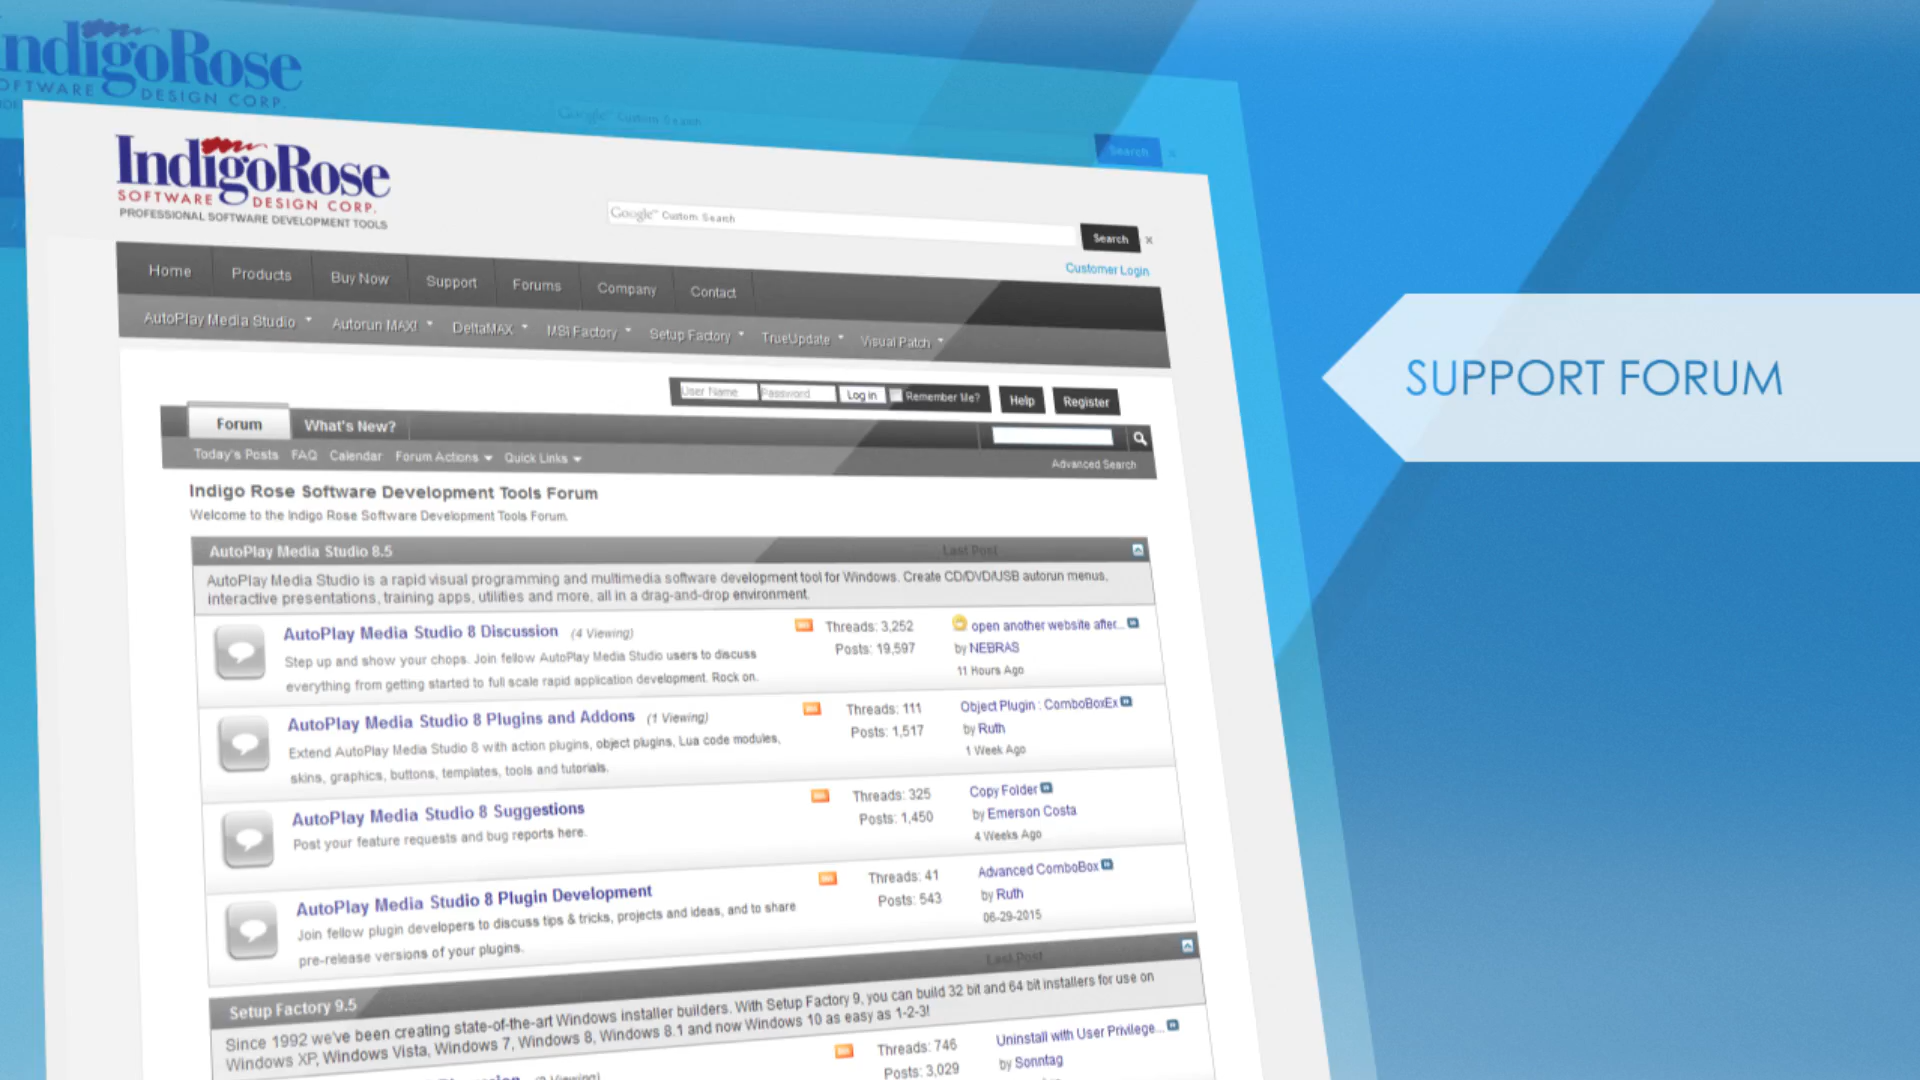 IndigoRose
SOFTWARE DESIGN CORP.
Google™ Custom Search
Search
IndigoRose
SOFTWARE DESIGN CORP.
PROFESSIONAL SOFTWARE DEVELOPMENT TOOLS
Google™ Custom Search
Search ×
Customer Login
Home Products Buy Now Support Forums Company Contact
AutoPlay Media Studio Autorun MAX! DeltaMAX MSI Factory Setup Factory TrueUpdate Visual Patch
SUPPORT FORUM
User Name Password Log in Remember Me? Help Register
Forum What's New?
Today's Posts FAQ Calendar Forum Actions Quick Links
Advanced Search
Indigo Rose Software Development Tools Forum
Welcome to the Indigo Rose Software Development Tools Forum.
AutoPlay Media Studio 8.5 Last Post
AutoPlay Media Studio is a rapid visual programming and multimedia software development tool for Windows. Create CD/DVD/USB autorun menus,
interactive presentations, training apps, utilities and more, all in a drag-and-drop environment.
AutoPlay Media Studio 8 Discussion (4 Viewing)
Step up and show your chops. Join fellow AutoPlay Media Studio users to discuss
everything from getting started to full scale rapid application development. Rock on.
Threads: 3,252
Posts: 19,597
open another website after...
by NEBRAS
11 Hours Ago
AutoPlay Media Studio 8 Plugins and Addons (1 Viewing)
Extend AutoPlay Media Studio 8 with action plugins, object plugins, Lua code modules,
skins, graphics, buttons, templates, tools and tutorials.
Threads: 111
Posts: 1,517
Object Plugin : ComboBoxEx
by Ruth
1 Week Ago
AutoPlay Media Studio 8 Suggestions
Post your feature requests and bug reports here.
Threads: 325
Posts: 1,450
Copy Folder
by Emerson Costa
4 Weeks Ago
AutoPlay Media Studio 8 Plugin Development
Join fellow plugin developers to discuss tips & tricks, projects and ideas, and to share
pre-release versions of your plugins.
Threads: 41
Posts: 543
Advanced ComboBox
by Ruth
06-29-2015
Setup Factory 9.5 Last Post
Since 1992 we've been creating state-of-the-art Windows installer builders. With Setup Factory 9, you can build 32 bit and 64 bit installers for use on
Windows XP, Windows Vista, Windows 7, Windows 8, Windows 8.1 and now Windows 10 as easy as 1-2-3!
Threads: 746
Posts: 3,029
Uninstall with User Privilege...
by Sonntag